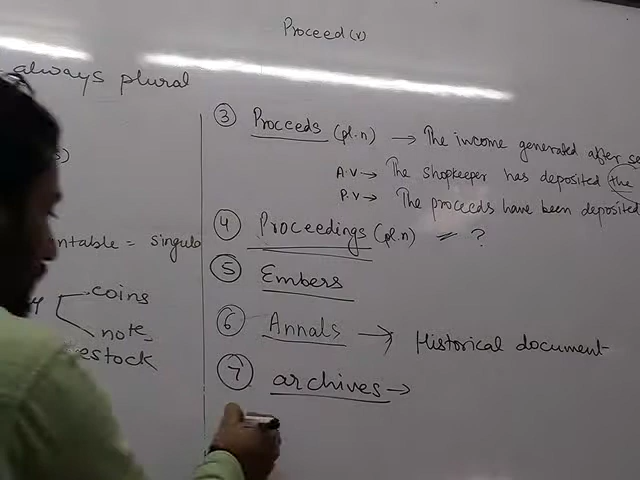 Proceed (v)
always plural
③ Proceeds (pl.n) → The income generated after
A.V → The shopkeeper has deposited the
P.V → The proceeds have been deposited
④ Proceedings (pl.n) = ?
ntable = singula
⑤ Embers
coins
⑥ Annals → Historical document
note
estock
⑦ archives →